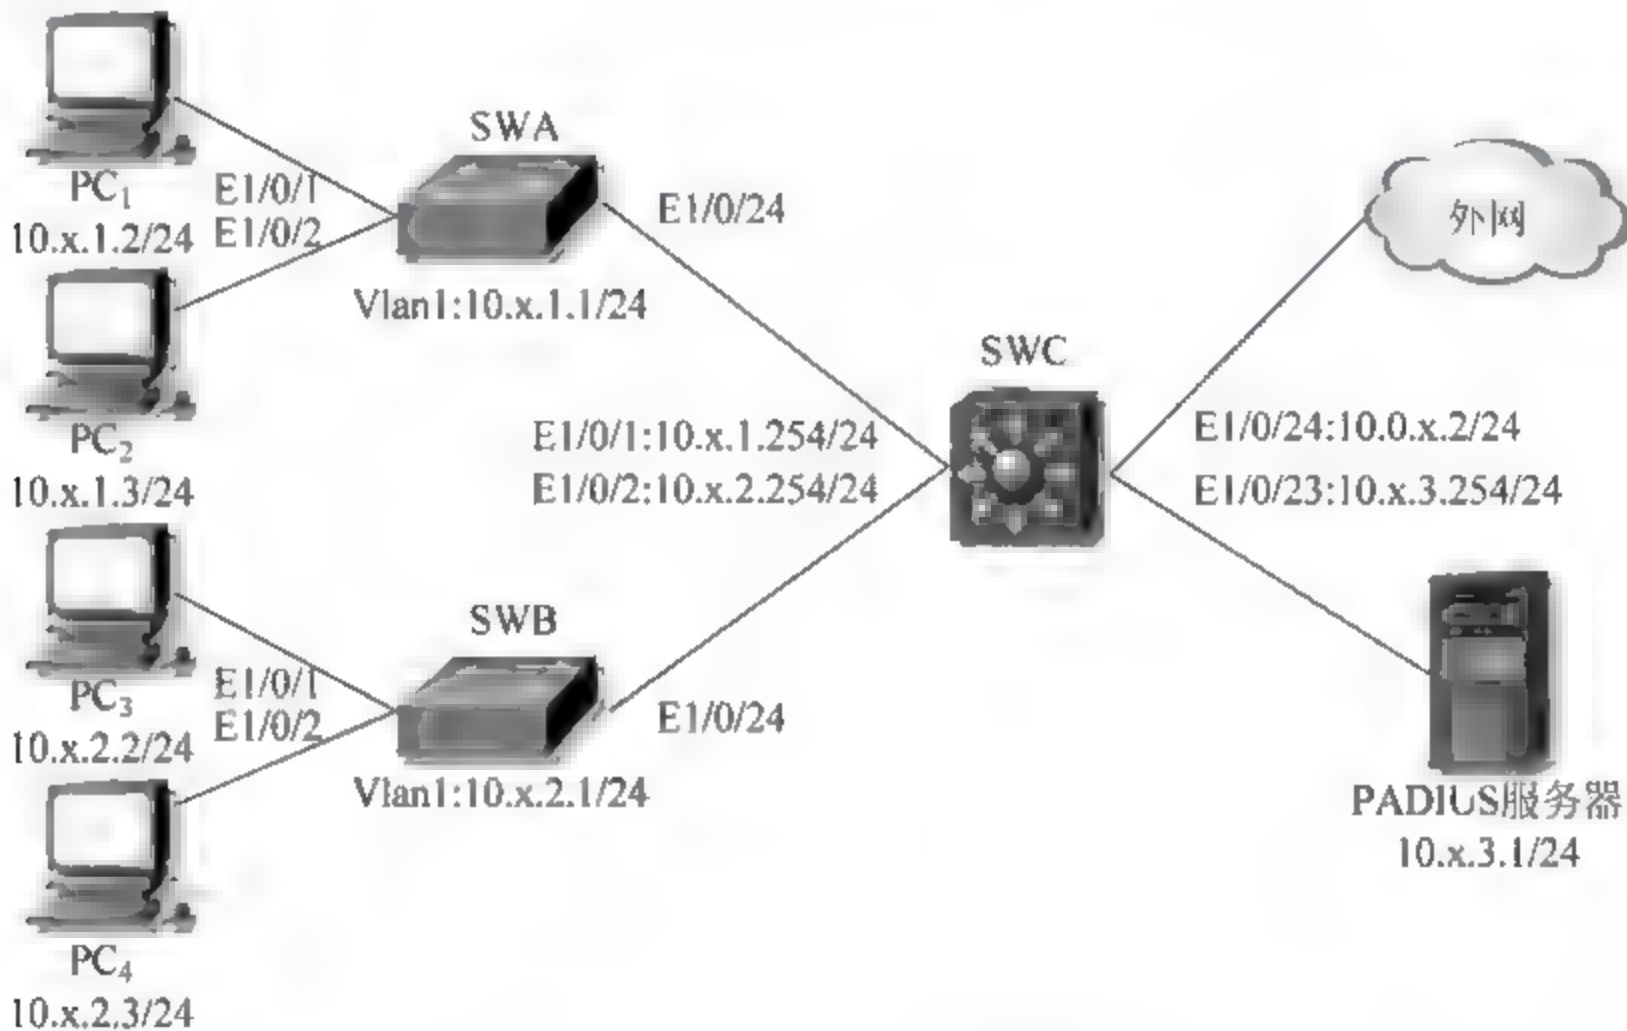 PC1
10.x.1.2/24
E1/0/1
E1/0/2
PC2
10.x.1.3/24
SWA
E1/0/24
Vlan1:10.x.1.1/24
PC3
10.x.2.2/24
E1/0/1
E1/0/2
PC4
10.x.2.3/24
SWB
E1/0/24
Vlan1:10.x.2.1/24
SWC
E1/0/1:10.x.1.254/24
E1/0/2:10.x.2.254/24
E1/0/24:10.0.x.2/24
E1/0/23:10.x.3.254/24
外网
PADIUS服务器
10.x.3.1/24